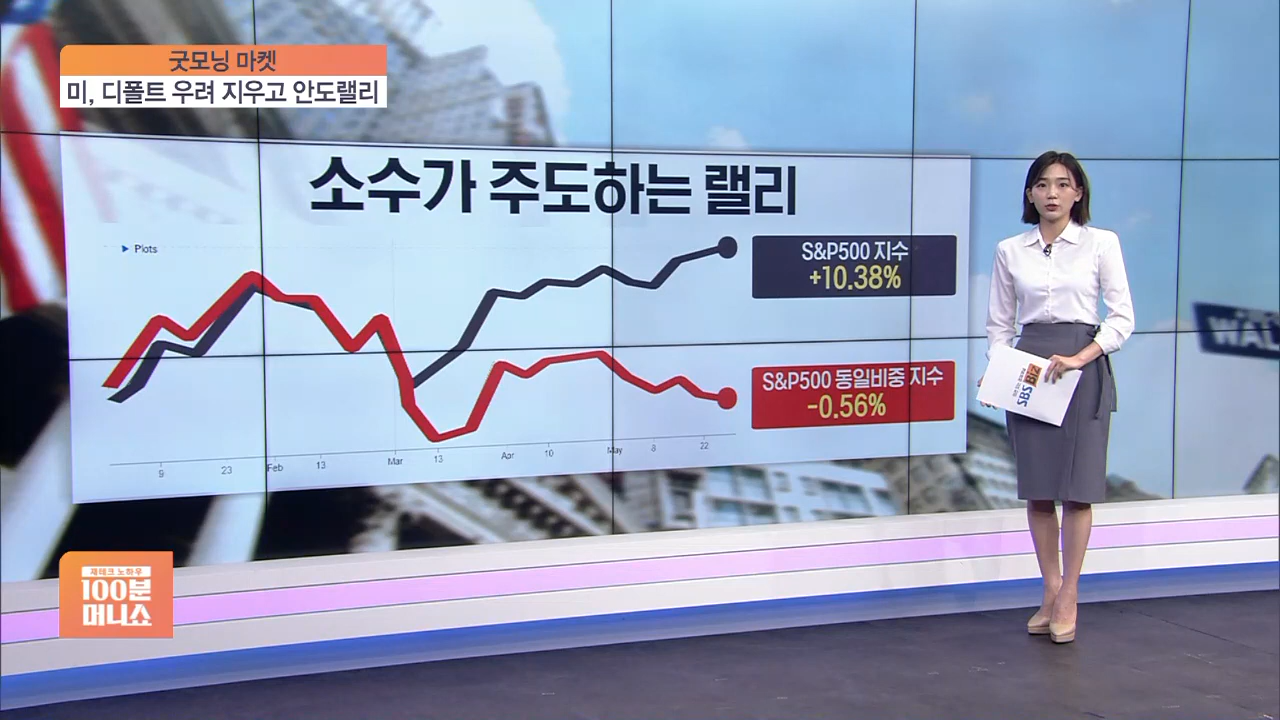 굿모닝 마켓
미, 디폴트 우려 지우고 안도랠리
소수가 주도하는 랠리
Plots
S&P500 지수
+10.38%
S&P500 동일비중 지수
-0.56%
9 23 Feb 13 Mar 13 Apr 10 May 8 22
WAL
SBS BIZ
재테크 노하우
100분
머니쇼